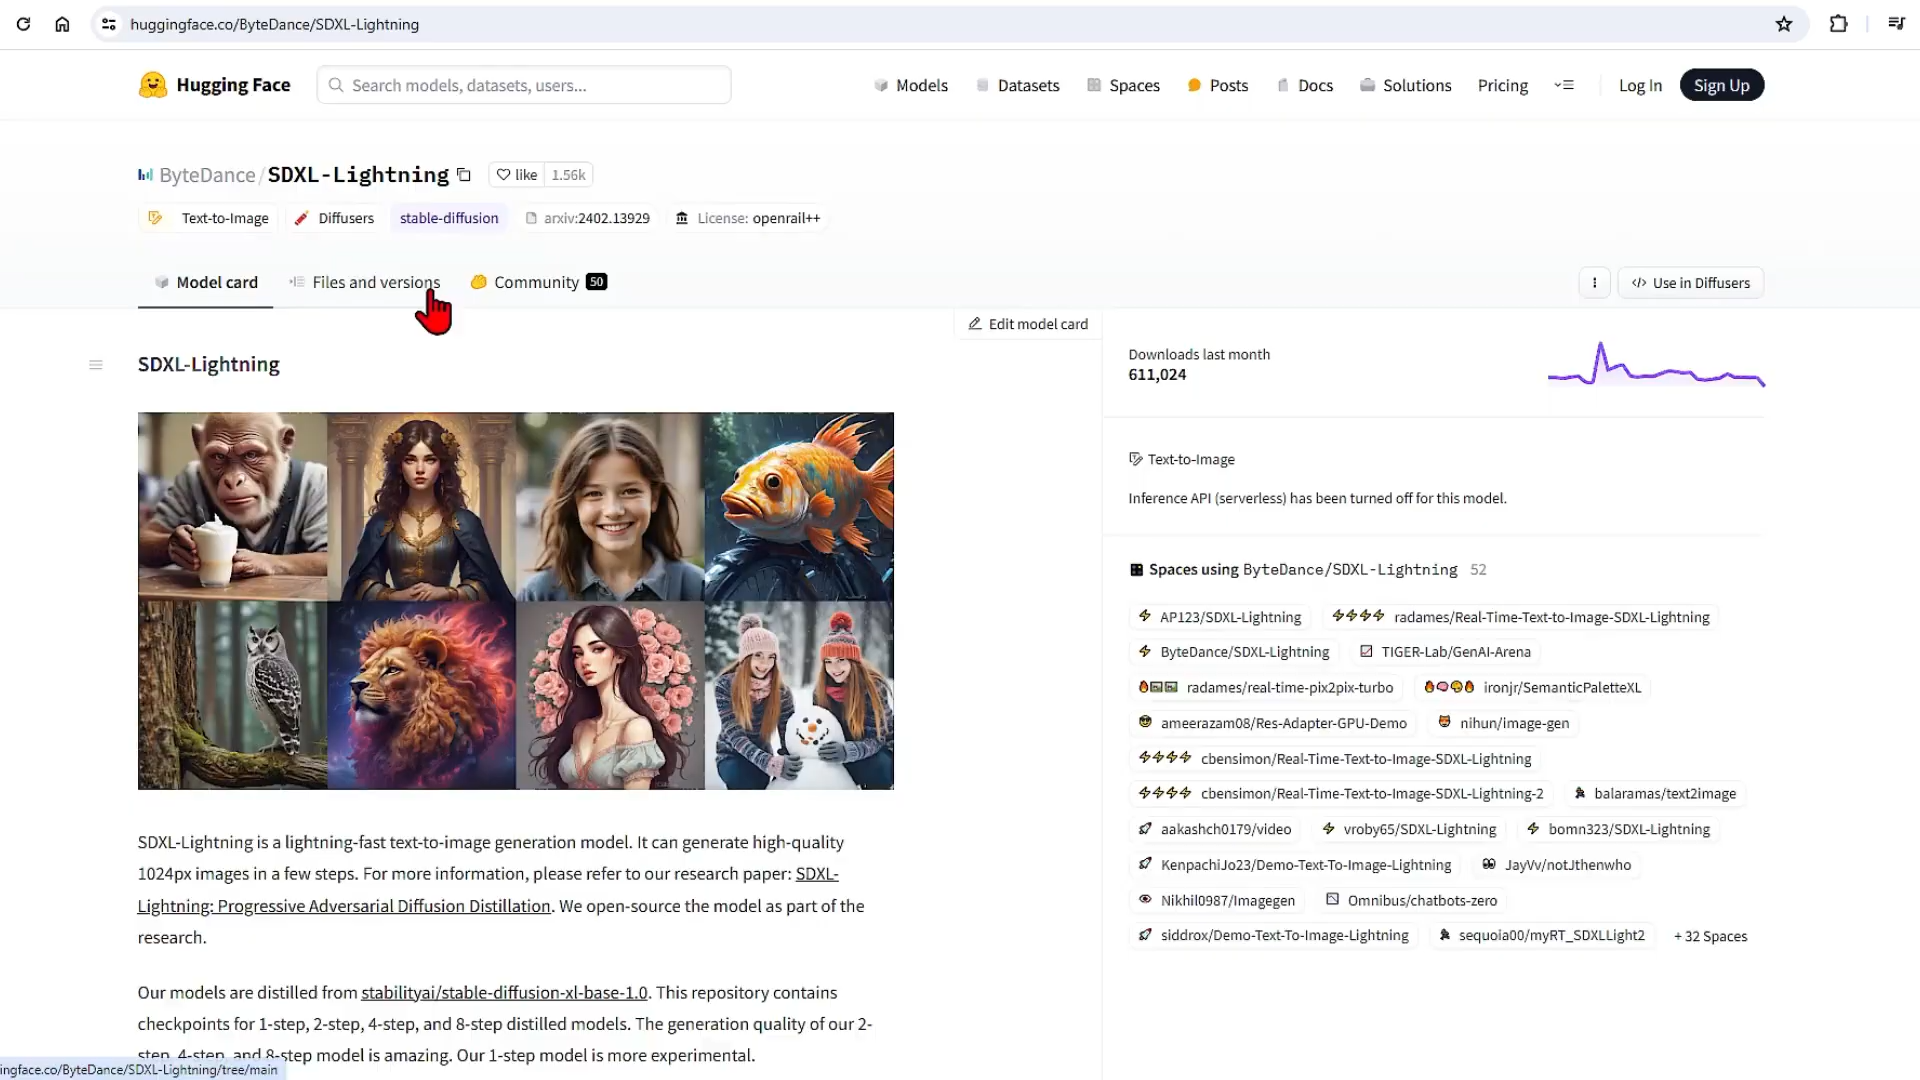 huggingface.co/ByteDance/SDXL-Lightning
Hugging Face
Search models, datasets, users...
Models
Datasets
Spaces
Posts
Docs
Solutions
Pricing
Log In
Sign Up
ByteDance/SDXL-Lightning
like 1.56k
Text-to-Image
Diffusers
stable-diffusion
arxiv:2402.13929
License: openrail++
Model card
Files and versions
Community 50
Use in Diffusers
Edit model card
SDXL-Lightning
SDXL-Lightning is a lightning-fast text-to-image generation model. It can generate high-quality
1024px images in a few steps. For more information, please refer to our research paper: SDXL-
Lightning: Progressive Adversarial Diffusion Distillation. We open-source the model as part of the
research.
Our models are distilled from stabilityai/stable-diffusion-xl-base-1.0. This repository contains
checkpoints for 1-step, 2-step, 4-step, and 8-step distilled models. The generation quality of our 2-
step, 4-step, and 8-step model is amazing. Our 1-step model is more experimental.
Downloads last month
611,024
Text-to-Image
Inference API (serverless) has been turned off for this model.
Spaces using ByteDance/SDXL-Lightning 52
AP123/SDXL-Lightning
radames/Real-Time-Text-to-Image-SDXL-Lightning
ByteDance/SDXL-Lightning
TIGER-Lab/GenAI-Arena
radames/real-time-pix2pix-turbo
ironjr/SemanticPaletteXL
ameerazam08/Res-Adapter-GPU-Demo
nihun/image-gen
cbensimon/Real-Time-Text-to-Image-SDXL-Lightning
cbensimon/Real-Time-Text-to-Image-SDXL-Lightning-2
balaramas/text2image
aakashch0179/video
vroby65/SDXL-Lightning
bomn323/SDXL-Lightning
KenpachiJo23/Demo-Text-To-Image-Lightning
JayVv/notJthenwho
Nikhil0987/Imagegen
Omnibus/chatbots-zero
siddrox/Demo-Text-To-Image-Lightning
sequoia00/myRT_SDXLLight2
+ 32 Spaces
ingface.co/ByteDance/SDXL-Lightning/tree/main